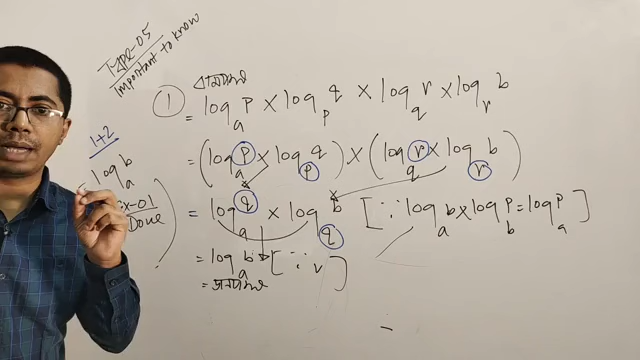 Type-05
Important to know
1+2
log_a b
Ex-01
Done
বামপক্ষ
① = log_a p × log_p q × log_q r × log_r b
= (log_a p × log_p q) × (log_q r × log_r b)
= log_a q × log_q b [∵ log_a b × log_b p = log_a p]
= log_a b [∵ ]
= ডানপক্ষ